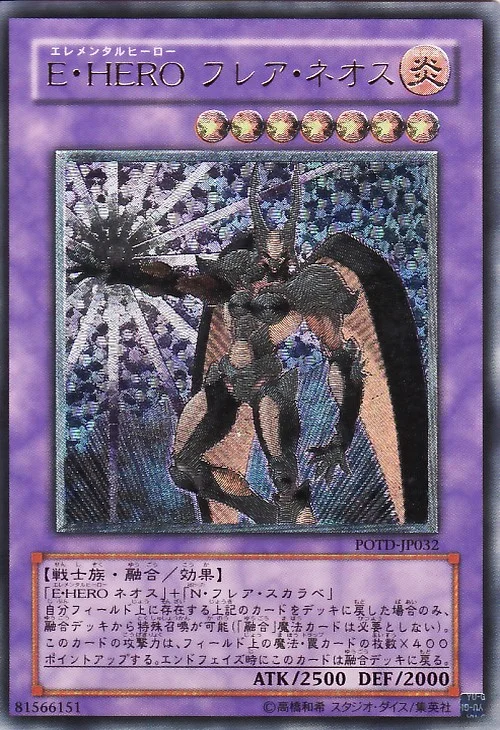 エレメンタルヒーロー
E・HERO フレア・ネオス 炎
POTD-JP032
【戦士族・融合／効果】
「E・HERO ネオス」＋「N・フレア・スカラベ」
自分フィールド上に存在する上記のカードをデッキに戻した場合のみ、
融合デッキから特殊召喚が可能（「融合」魔法カードは必要としない）。
このカードの攻撃力は、フィールド上の魔法・罠カードの枚数×４００
ポイントアップする。エンドフェイズ時にこのカードは融合デッキに戻る。
ATK/2500 DEF/2000
81566151 ©高橋和希 スタジオ・ダイス/集英社